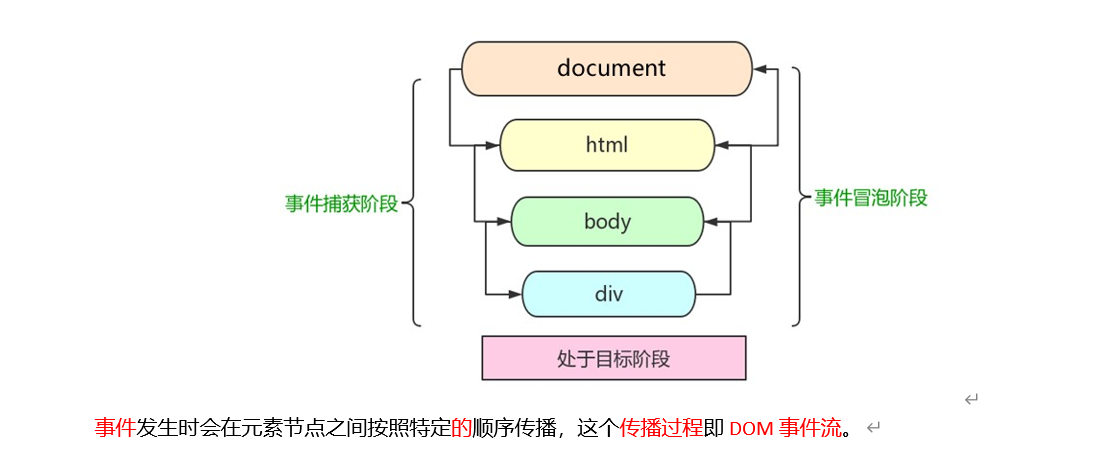 document
html
事件捕获阶段
事件冒泡阶段
body
div
处于目标阶段
事件发生时会在元素节点之间按照特定的顺序传播，这个传播过程即 DOM 事件流。